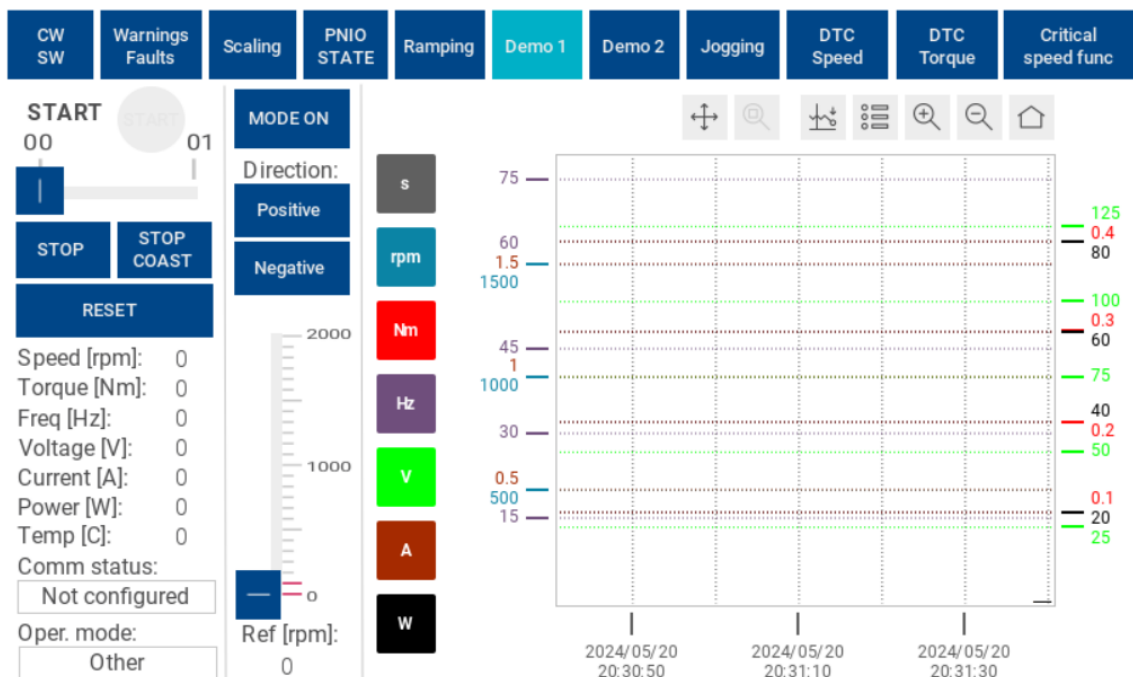 CW
SW
Warnings
Faults
Scaling
PNIO
STATE
Ramping
Demo 1
Demo 2
Jogging
DTC
Speed
DTC
Torque
Critical
speed func
START
START
00
01
STOP
STOP
COAST
RESET
Speed [rpm]: 0
Torque [Nm]: 0
Freq [Hz]: 0
Voltage [V]: 0
Current [A]: 0
Power [W]: 0
Temp [C]: 0
Comm status:
Not configured
Oper. mode:
Other
MODE ON
Direction:
Positive
Negative
2000
1000
0
Ref [rpm]:
0
s
rpm
Nm
Hz
V
A
W
75
60
1.5
1500
45
1
1000
30
0.5
500
15
125
0.4
80
100
0.3
60
75
40
0.2
50
0.1
20
25
2024/05/20
20:30:50
2024/05/20
20:31:10
2024/05/20
20:31:30